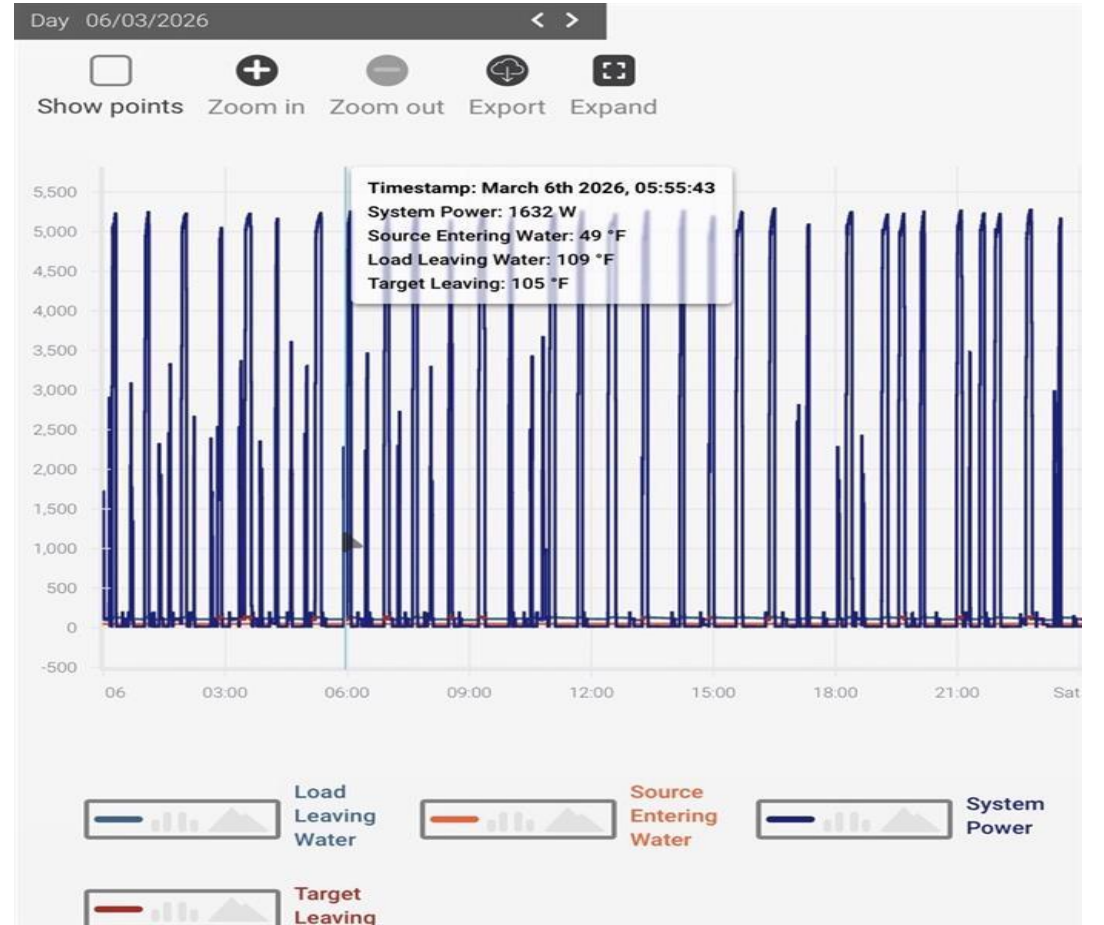 Day 06/03/2026 < >
Show points Zoom in Zoom out Export Expand
Timestamp: March 6th 2026, 05:55:43
System Power: 1632 W
Source Entering Water: 49 °F
Load Leaving Water: 109 °F
Target Leaving: 105 °F
5,500
5,000
4,500
4,000
3,500
3,000
2,500
2,000
1,500
1,000
500
0
-500
06 03:00 06:00 09:00 12:00 15:00 18:00 21:00 Sat
Load
Leaving
Water
Source
Entering
Water
System
Power
Target
Leaving